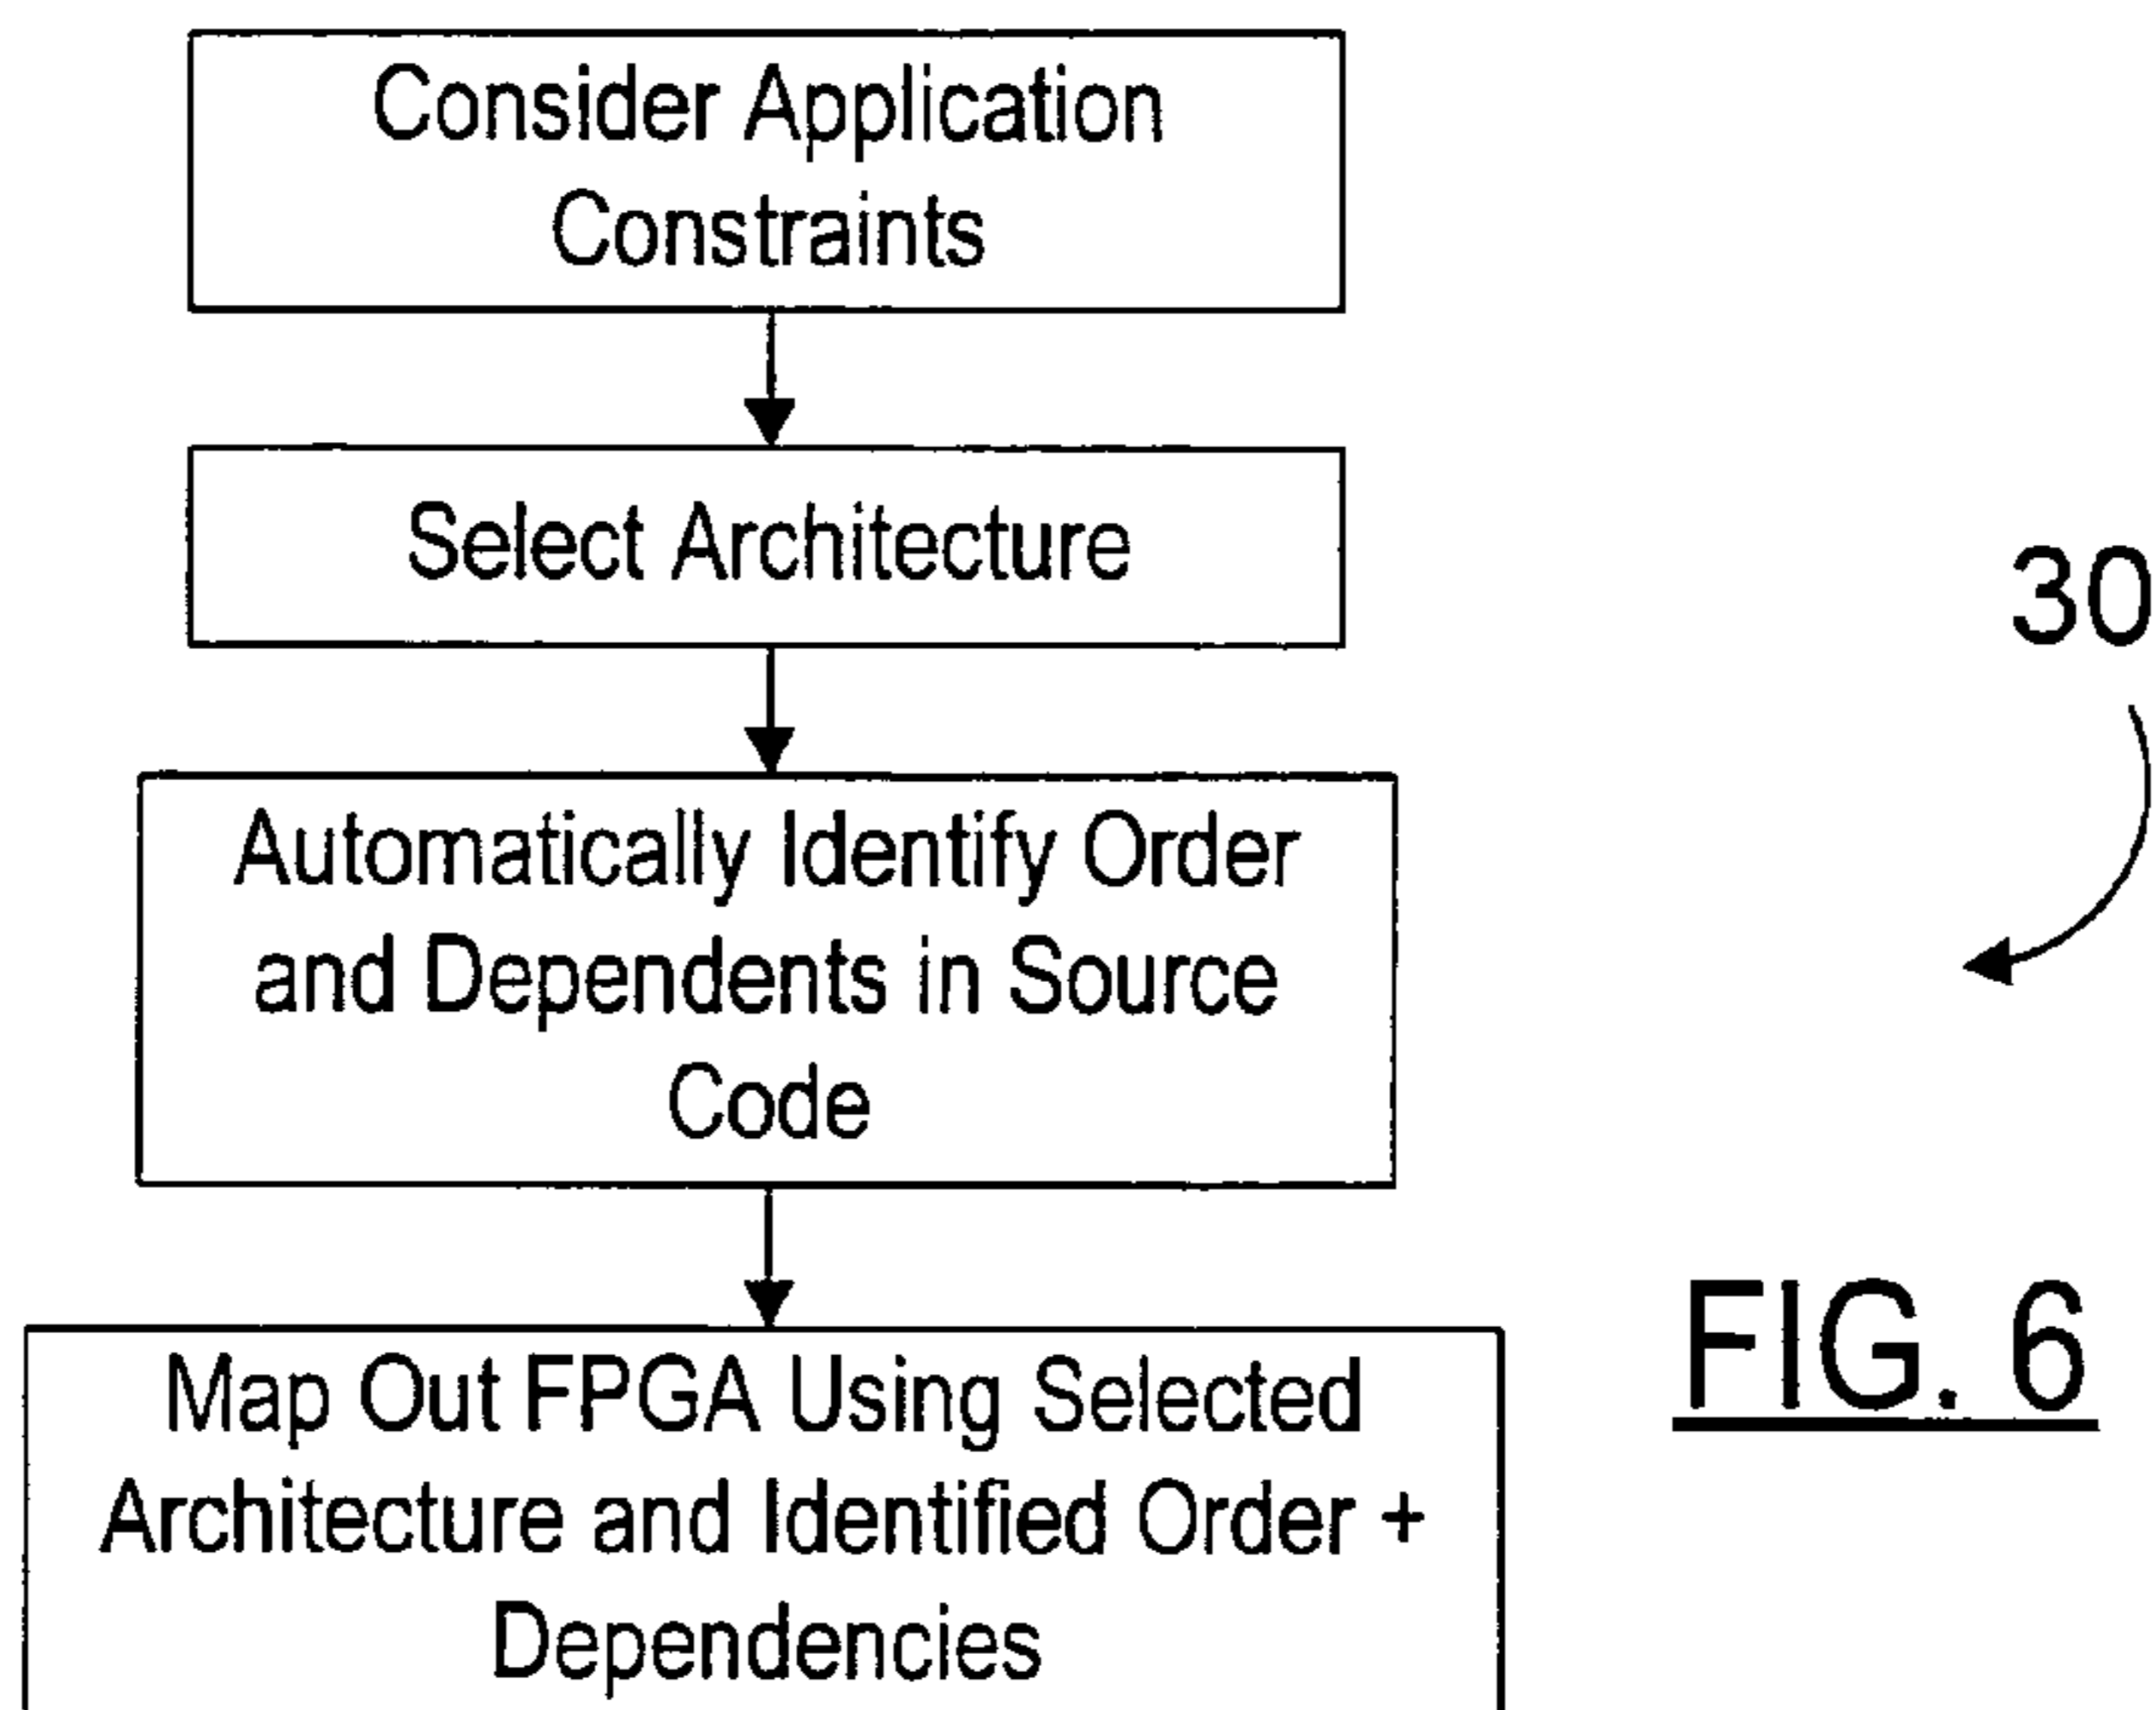 Consider Application
Constraints
Select Architecture
30
Automatically Identify Order
and Dependents in Source
Code
Map Out FPGA Using Selected
Architecture and Identified Order +
Dependencies
FIG. 6